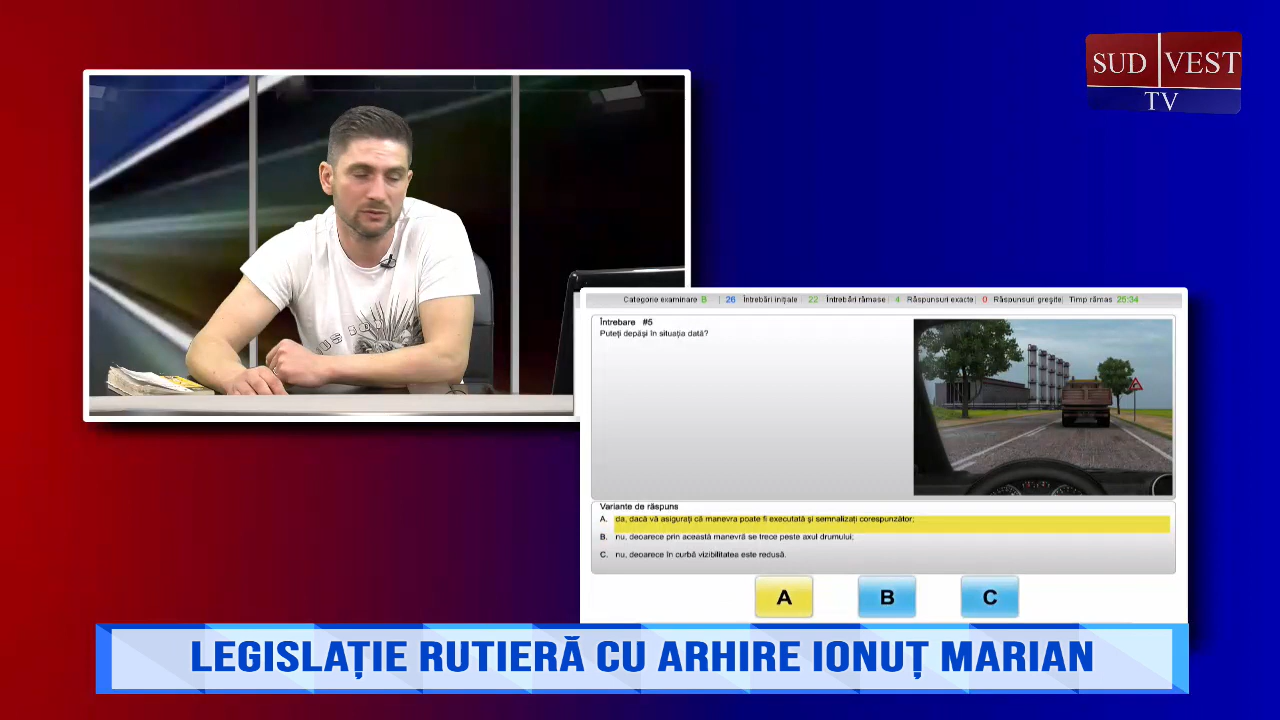 SUD VEST
TV
Categorie examinare B | 26 Întrebări inițiale | 22 Întrebări rămase | 4 Răspunsuri exacte | 0 Răspunsuri greșite | Timp rămas 25:34
Întrebare #5
Puteți depăși în situația dată?
Variante de răspuns
A. da, dacă vă asigurați că manevra poate fi executată și semnalizați corespunzător;
B. nu, deoarece prin această manevră se trece peste axul drumului;
C. nu, deoarece în curbă vizibilitatea este redusă.
A B C
LEGISLAȚIE RUTIERĂ CU ARHIRE IONUȚ MARIAN